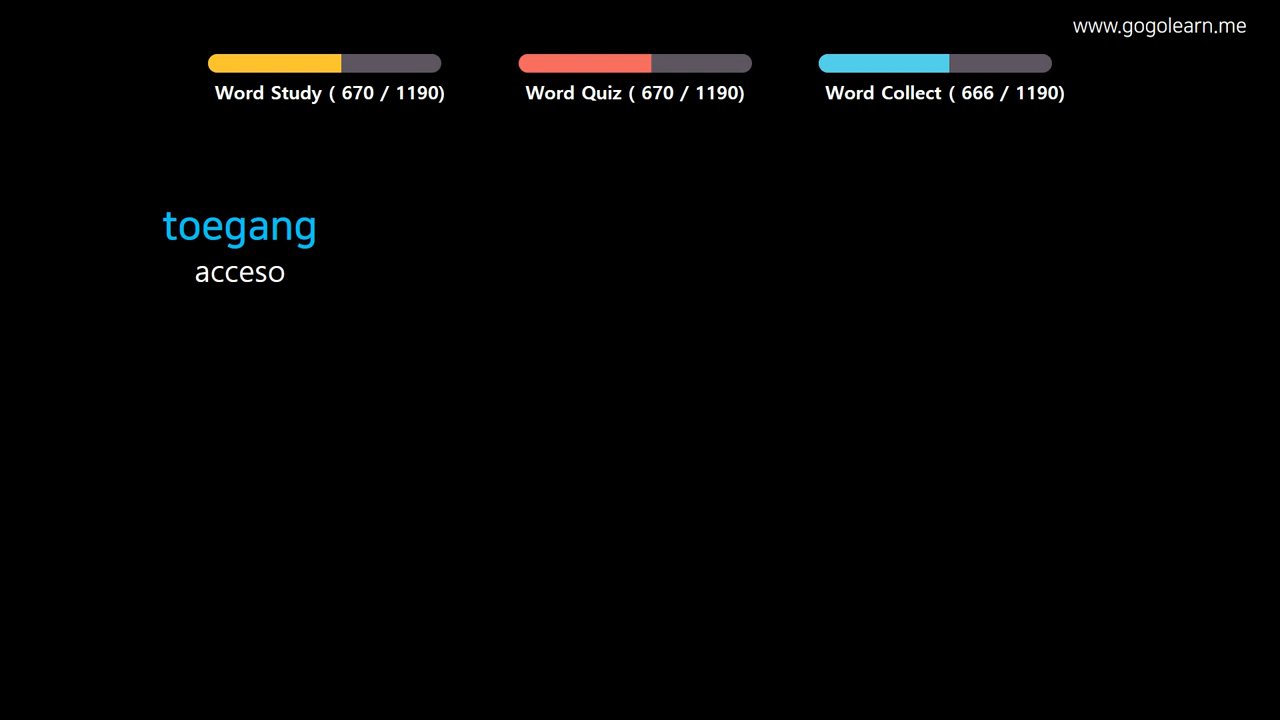 www.gogolearn.me
Word Study ( 670 / 1190)
Word Quiz ( 670 / 1190)
Word Collect ( 666 / 1190)
toegang
acceso